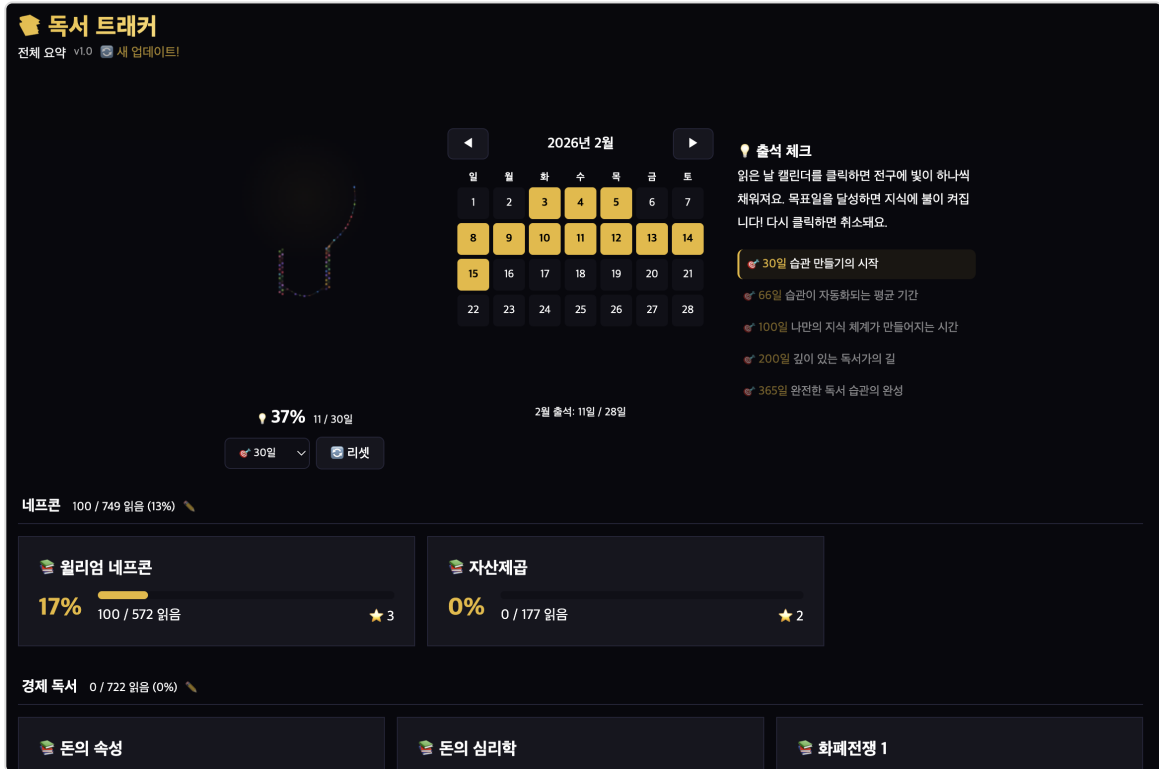 독서 트래커
전체 요약 v1.0 새 업데이트!
◀ 2026년 2월 ▶
일 월 화 수 목 금 토
1 2 3 4 5 6 7
8 9 10 11 12 13 14
15 16 17 18 19 20 21
22 23 24 25 26 27 28
2월 출석: 11일 / 28일
출석 체크
읽은 날 캘린더를 클릭하면 전구에 빛이 하나씩
채워져요. 목표일을 달성하면 지식에 불이 켜집
니다! 다시 클릭하면 취소돼요.
30일 습관 만들기의 시작
66일 습관이 자동화되는 평균 기간
100일 나만의 지식 체계가 만들어지는 시간
200일 깊이 있는 독서가의 길
365일 완전한 독서 습관의 완성
37% 11 / 30일
30일 리셋
네프콘 100 / 749 읽음 (13%)
윌리엄 네프콘
17% 100 / 572 읽음 3
자산제곱
0% 0 / 177 읽음 2
경제 독서 0 / 722 읽음 (0%)
돈의 속성
돈의 심리학
화폐전쟁 1